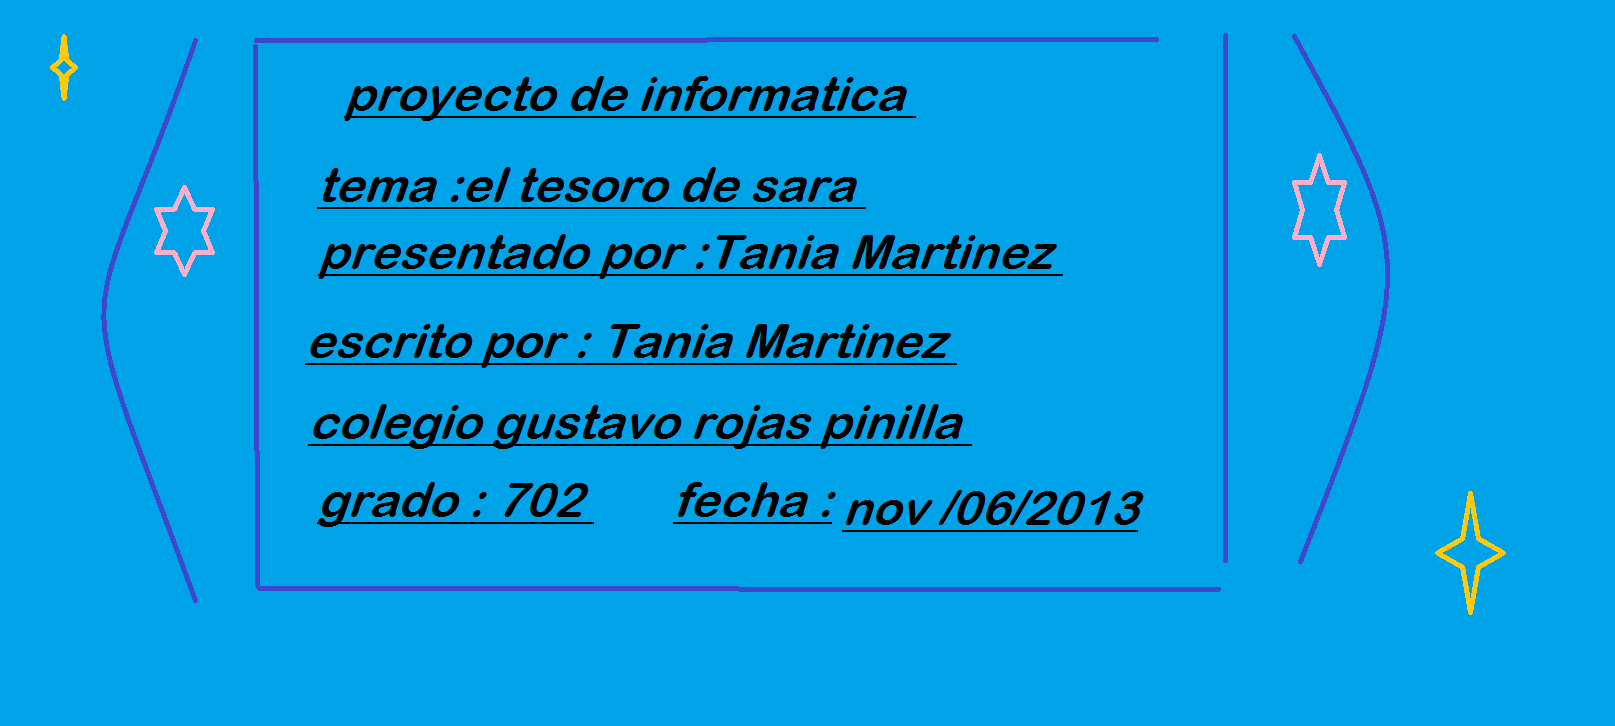 proyecto de informatica
tema :el tesoro de sara
presentado por :Tania Martinez
escrito por : Tania Martinez
colegio gustavo rojas pinilla
grado : 702 fecha : nov /06/2013